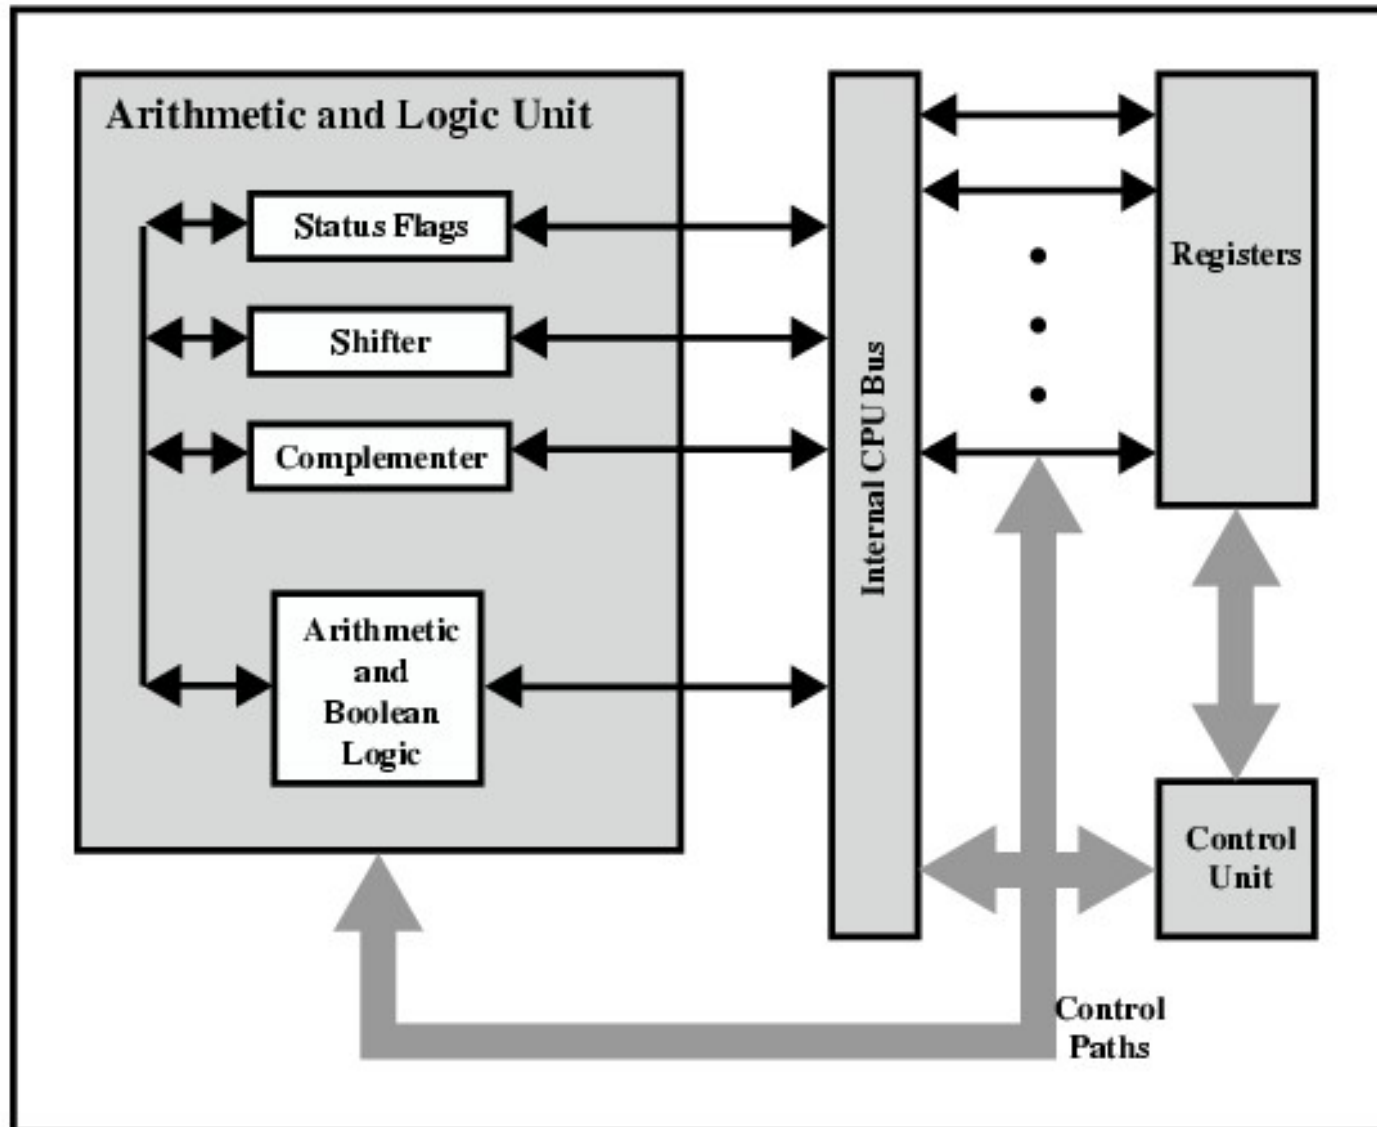 Arithmetic and Logic Unit
Status Flags
Shifter
Complementer
Arithmetic
and
Boolean
Logic
Internal CPU Bus
Registers
Control
Unit
Control
Paths